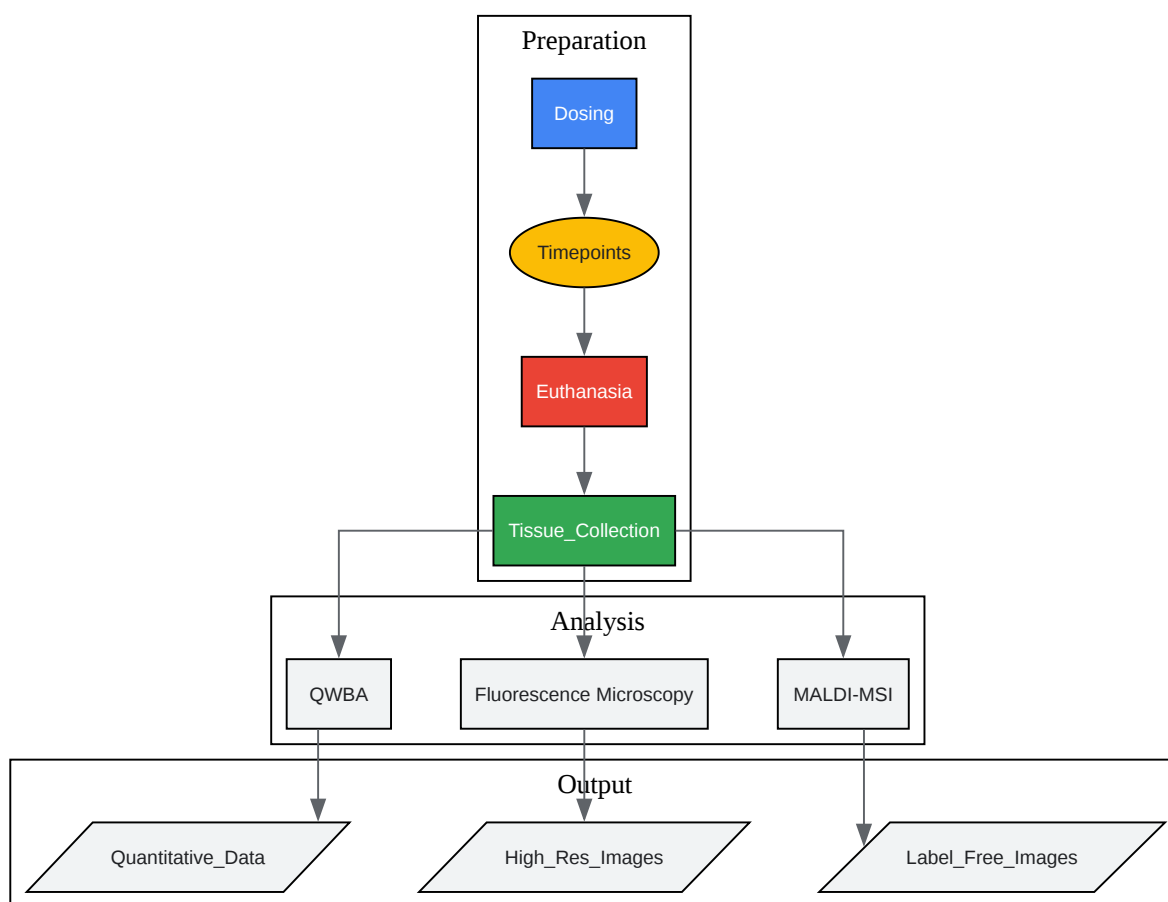 Preparation
Dosing
Timepoints
Euthanasia
Tissue_Collection
Analysis
QWBA
Fluorescence Microscopy
MALDI-MSI
Output
Quantitative_Data
High_Res_Images
Label_Free_Images